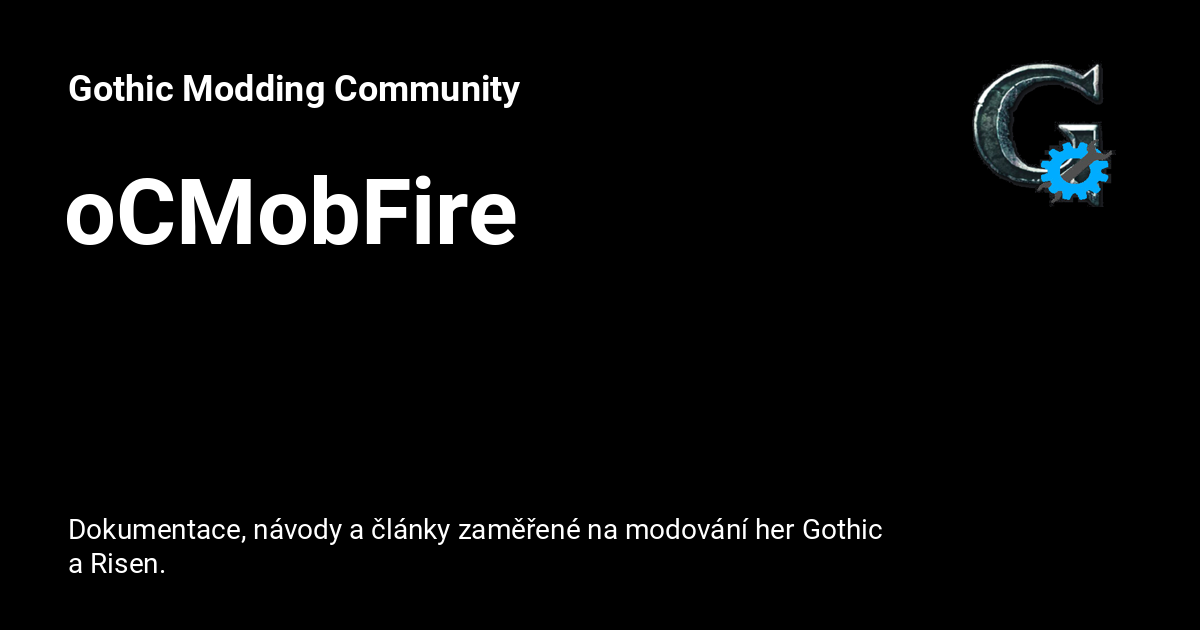 Gothic Modding Community
oCMobFire
Dokumentace, návody a články zaměřené na modování her Gothic
a Risen.